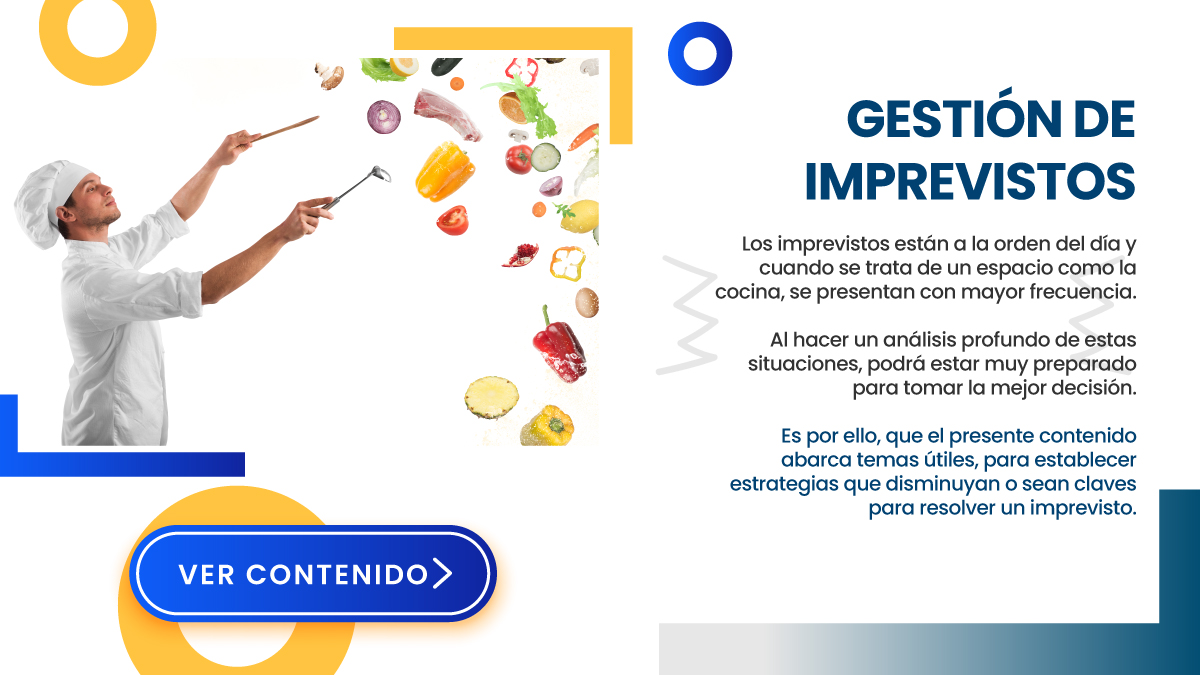 GESTIÓN DE
IMPREVISTOS
Los imprevistos están a la orden del día y
cuando se trata de un espacio como la
cocina, se presentan con mayor frecuencia.
Al hacer un análisis profundo de estas
situaciones, podrá estar muy preparado
para tomar la mejor decisión.
Es por ello, que el presente contenido
abarca temas útiles, para establecer
estrategias que disminuyan o sean claves
para resolver un imprevisto.
VER CONTENIDO